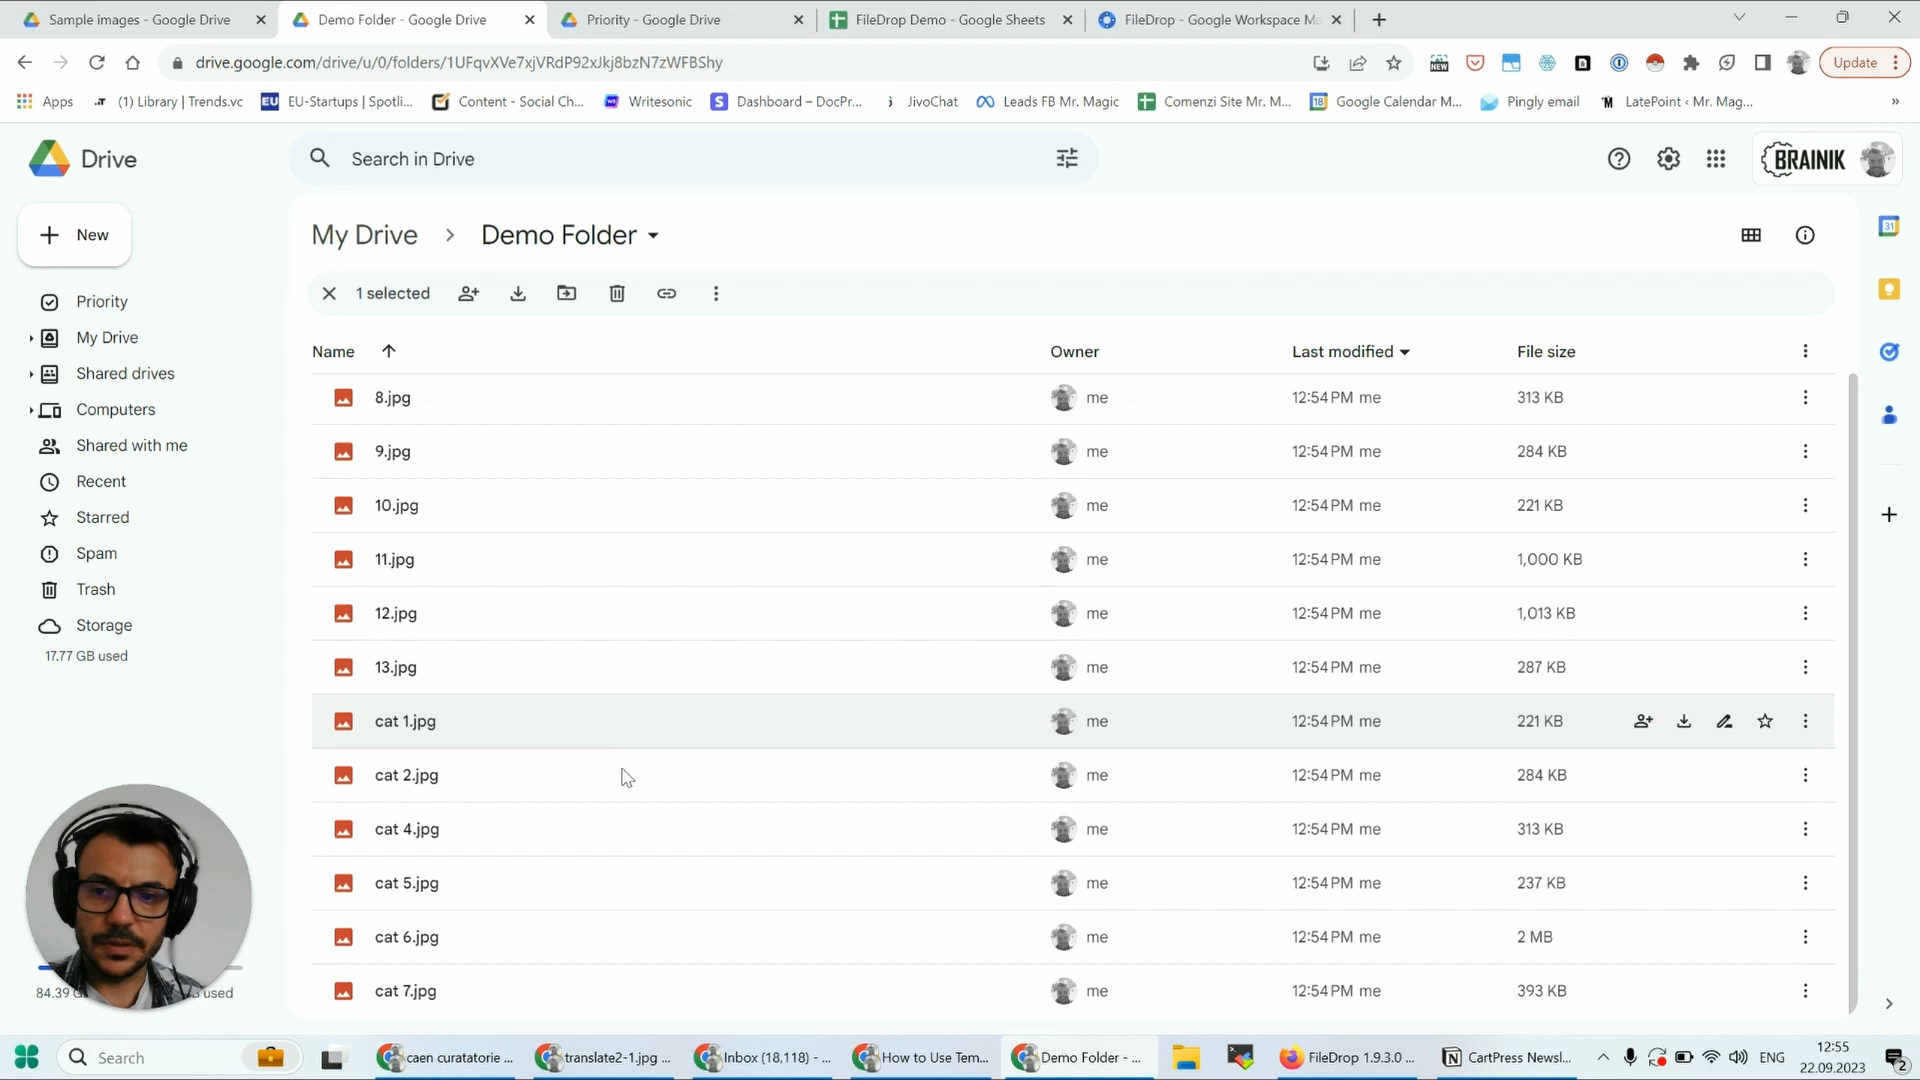 Sample images - Google Drive
Demo Folder - Google Drive
Priority - Google Drive
FileDrop Demo - Google Sheets
FileDrop - Google Workspace Ma
drive.google.com/drive/u/0/folders/1UFqvXVe7xjVRdP92xJkj8bzN7zWFBShy
Update
Apps
(1) Library | Trends.vc
EU-Startups | Spotli...
Content - Social Ch...
Writesonic
Dashboard – DocPr...
JivoChat
Leads FB Mr. Magic
Comenzi Site Mr. M...
Google Calendar M...
Pingly email
LatePoint ‹ Mr. Mag...
Drive
Search in Drive
BRAINIK
New
My Drive > Demo Folder
1 selected
Priority
My Drive
Shared drives
Computers
Shared with me
Recent
Starred
Spam
Trash
Storage
17.77 GB used
Name Owner Last modified File size
8.jpg me 12:54 PM me 313 KB
9.jpg me 12:54 PM me 284 KB
10.jpg me 12:54 PM me 221 KB
11.jpg me 12:54 PM me 1,000 KB
12.jpg me 12:54 PM me 1,013 KB
13.jpg me 12:54 PM me 287 KB
cat 1.jpg me 12:54 PM me 221 KB
cat 2.jpg me 12:54 PM me 284 KB
cat 4.jpg me 12:54 PM me 313 KB
cat 5.jpg me 12:54 PM me 237 KB
cat 6.jpg me 12:54 PM me 2 MB
cat 7.jpg me 12:54 PM me 393 KB
84.39 used
Search
caen curatatorie ...
translate2-1.jpg ...
Inbox (18,118) - ...
How to Use Tem...
Demo Folder - ...
FileDrop 1.9.3.0 ...
CartPress Newsl...
ENG
12:55
22.09.2023
2